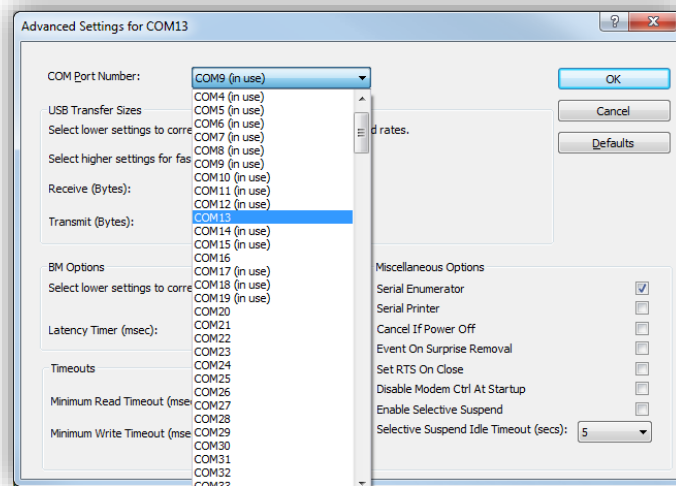 Advanced Settings for COM13
COM Port Number:
COM9 (in use)
OK
Cancel
Defaults
USB Transfer Sizes
Select lower settings to corre
d rates.
Select higher settings for fas
Receive (Bytes):
Transmit (Bytes):
COM4 (in use)
COM5 (in use)
COM6 (in use)
COM7 (in use)
COM8 (in use)
COM9 (in use)
COM10 (in use)
COM11 (in use)
COM12 (in use)
COM13
COM14 (in use)
COM15 (in use)
COM16
COM17 (in use)
COM18 (in use)
COM19 (in use)
COM20
COM21
COM22
COM23
COM24
COM25
COM26
COM27
COM28
COM29
COM30
COM31
COM32
COM33
BM Options
Select lower settings to corre
Latency Timer (msec):
Timeouts
Minimum Read Timeout (mse
Minimum Write Timeout (mse
Miscellaneous Options
Serial Enumerator
Serial Printer
Cancel If Power Off
Event On Surprise Removal
Set RTS On Close
Disable Modem Ctrl At Startup
Enable Selective Suspend
Selective Suspend Idle Timeout (secs):
5